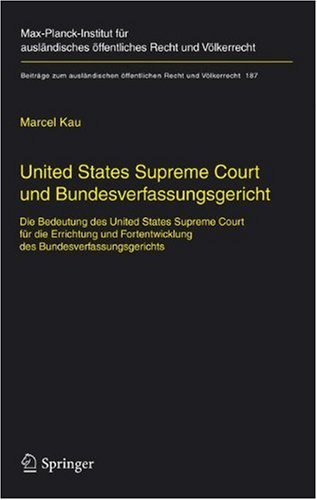 Max-Planck-Institut für
ausländisches öffentliches Recht und Völkerrecht
Beiträge zum ausländischen öffentlichen Recht und Völkerrecht 187
Marcel Kau
United States Supreme Court
und Bundesverfassungsgericht
Die Bedeutung des United States Supreme Court
für die Errichtung und Fortentwicklung
des Bundesverfassungsgerichts
Springer